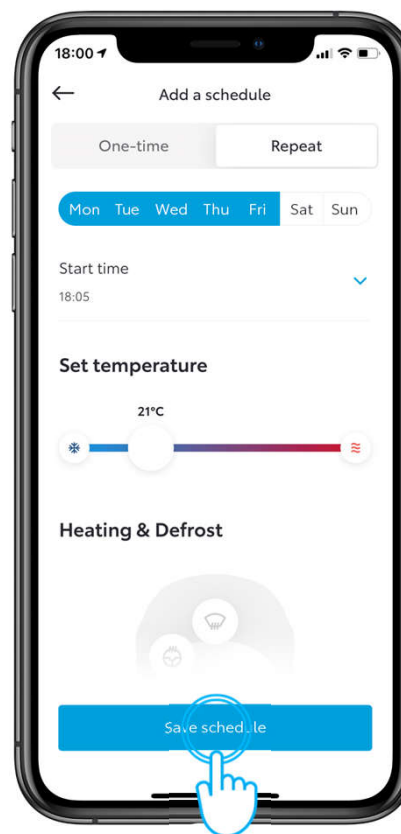 18:00
Add a schedule
One-time Repeat
Mon Tue Wed Thu Fri Sat Sun
Start time
18:05
Set temperature
21°C
Heating & Defrost
Save schedule